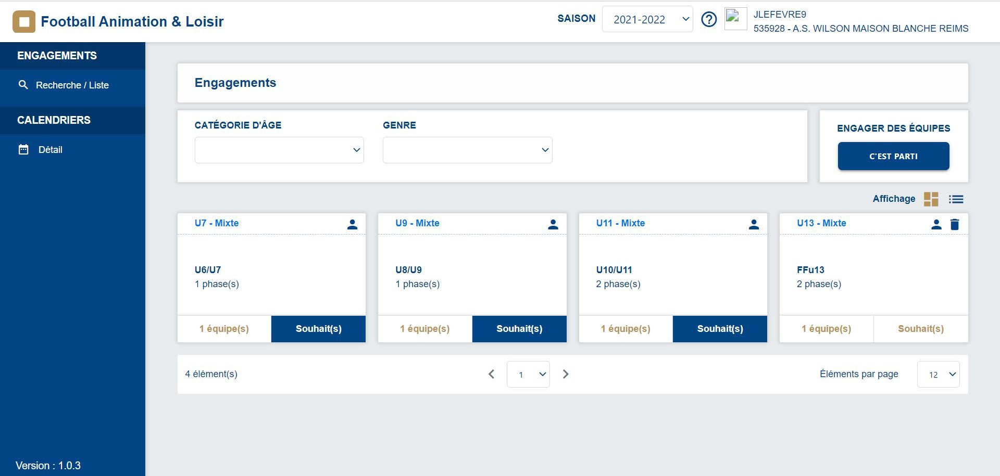 Football Animation & Loisir
SAISON
2021-2022
JLEFEVRE9
535928 - A.S. WILSON MAISON BLANCHE REIMS
ENGAGEMENTS
Recherche / Liste
CALENDRIERS
Détail
Version : 1.0.3
Engagements
CATÉGORIE D'ÂGE
GENRE
ENGAGER DES ÉQUIPES
C'EST PARTI
Affichage
U7 - Mixte
U6/U7
1 phase(s)
1 équipe(s)
Souhait(s)
U9 - Mixte
U8/U9
1 phase(s)
1 équipe(s)
Souhait(s)
U11 - Mixte
U10/U11
2 phase(s)
1 équipe(s)
Souhait(s)
U13 - Mixte
FFu13
2 phase(s)
1 équipe(s)
Souhait(s)
4 élément(s)
1
Éléments par page
12